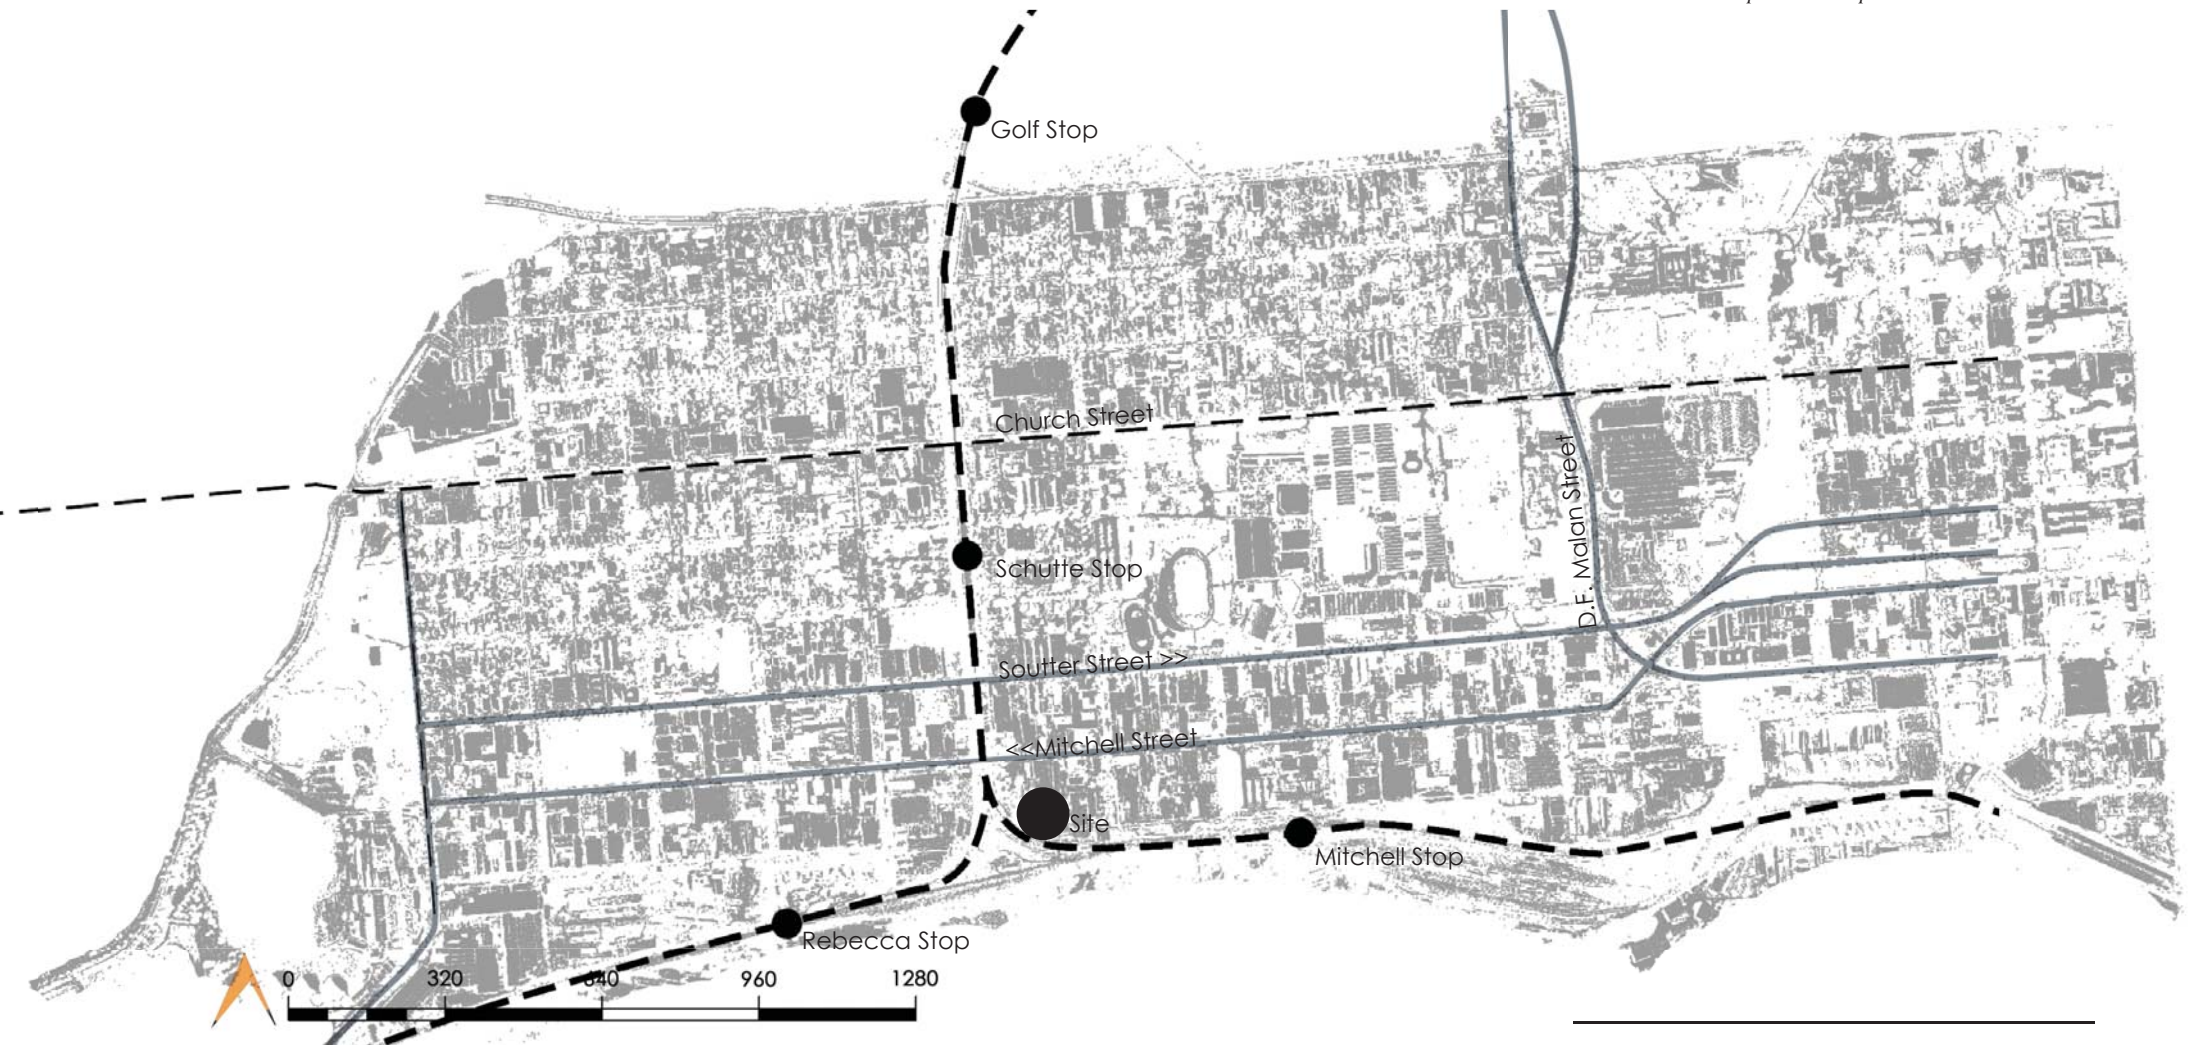 Golf Stop
Church Street
D.F. Malan Street
Schutte Stop
Soutter Street >>
<<Mitchell Street
Site
Mitchell Stop
Rebecca Stop
0 320 640 960 1280